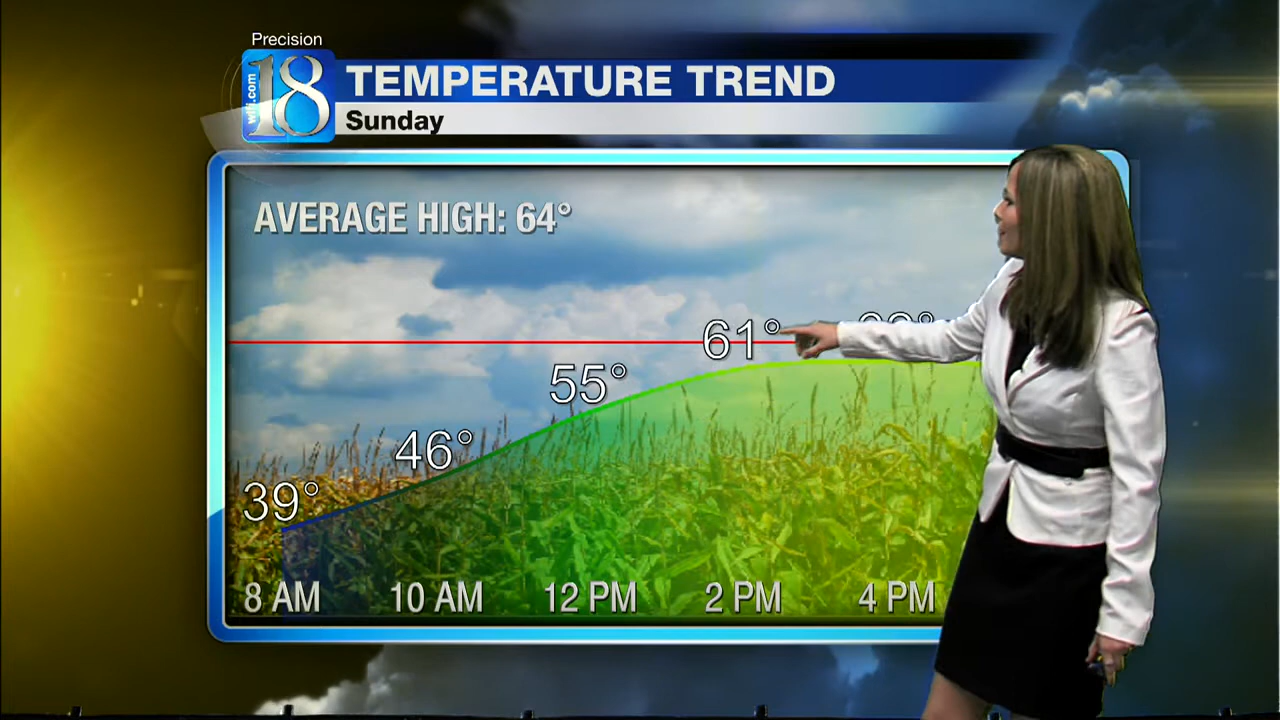 Precision
wlfi.com
18
TEMPERATURE TREND
Sunday
AVERAGE HIGH: 64°
61°
55°
46°
39°
8 AM 10 AM 12 PM 2 PM 4 PM